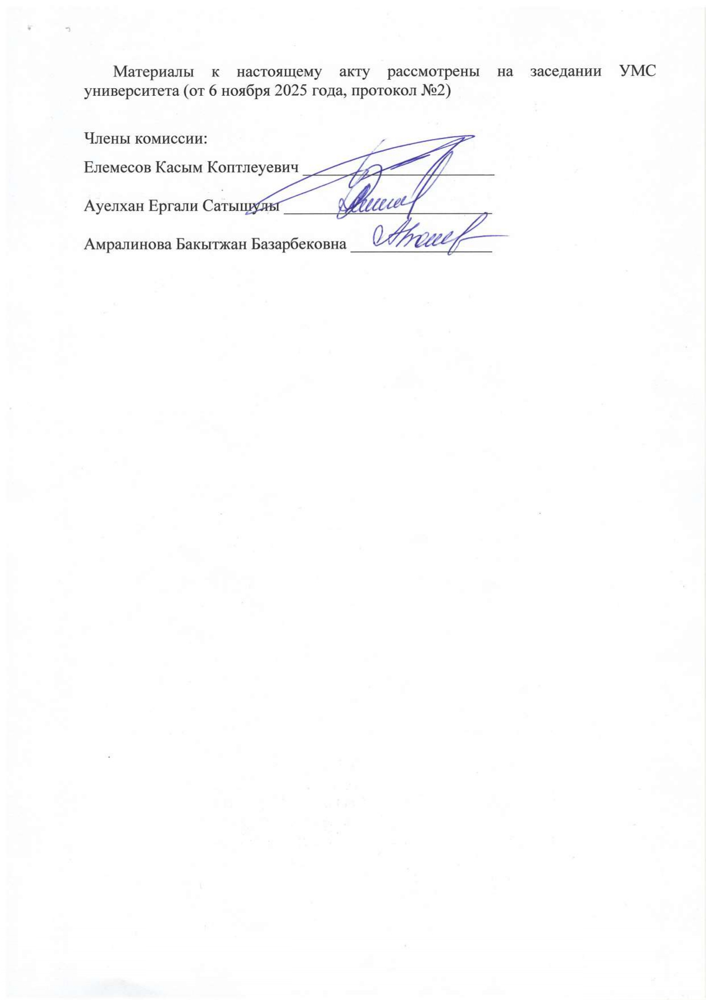 Материалы к настоящему акту рассмотрены на заседании УМС
университета (от 6 ноября 2025 года, протокол №2)
Члены комиссии:
Елемесов Касым Коптлеуевич
Ауелхан Ергали Сатышулы
Амралинова Бакытжан Базарбековна